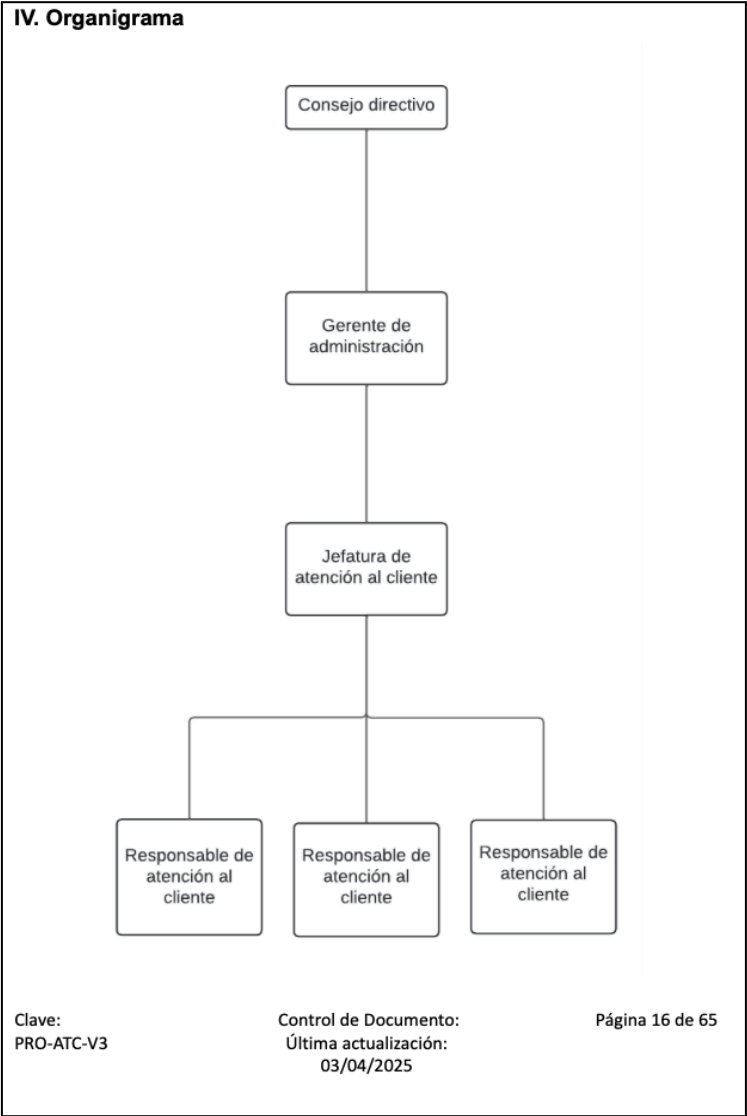 IV. Organigrama
Consejo directivo
Gerente de
administración
Jefatura de
atención al cliente
Responsable de
atención al
cliente
Responsable de
atención al
cliente
Responsable de
atención al
cliente
Clave:
PRO-ATC-V3
Control de Documento:
Última actualización:
03/04/2025
Página 16 de 65